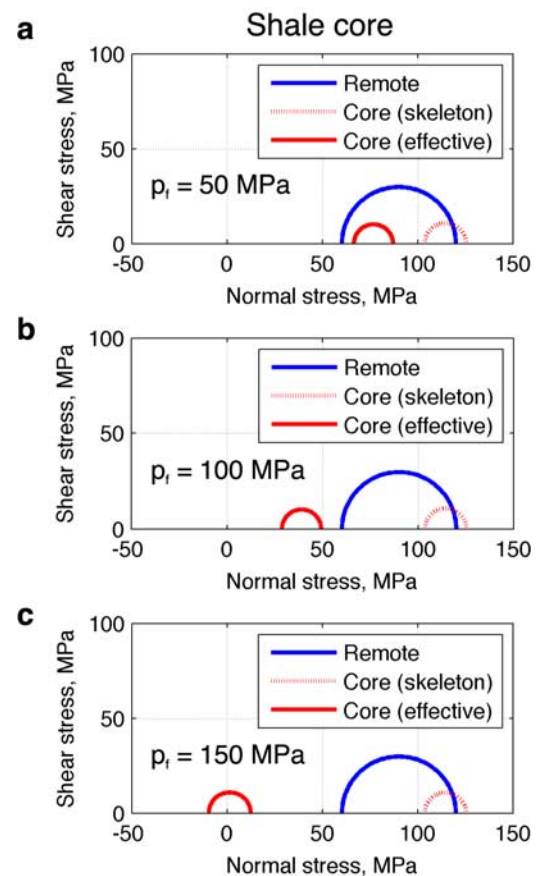 Shale core
a
100
50
0
Shear stress, MPa
Remote
Core (skeleton)
Core (effective)
pf = 50 MPa
-50 0 50 100 150
Normal stress, MPa
b
100
50
0
Shear stress, MPa
Remote
Core (skeleton)
Core (effective)
pf = 100 MPa
-50 0 50 100 150
Normal stress, MPa
c
100
50
0
Shear stress, MPa
Remote
Core (skeleton)
Core (effective)
pf = 150 MPa
-50 0 50 100 150
Normal stress, MPa